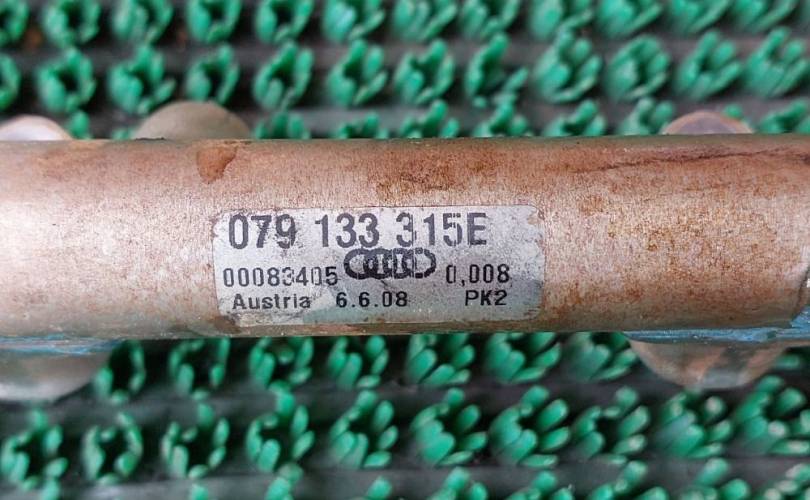 079 133 315E
00083405 0,008
Austria 6.6.08 PK2